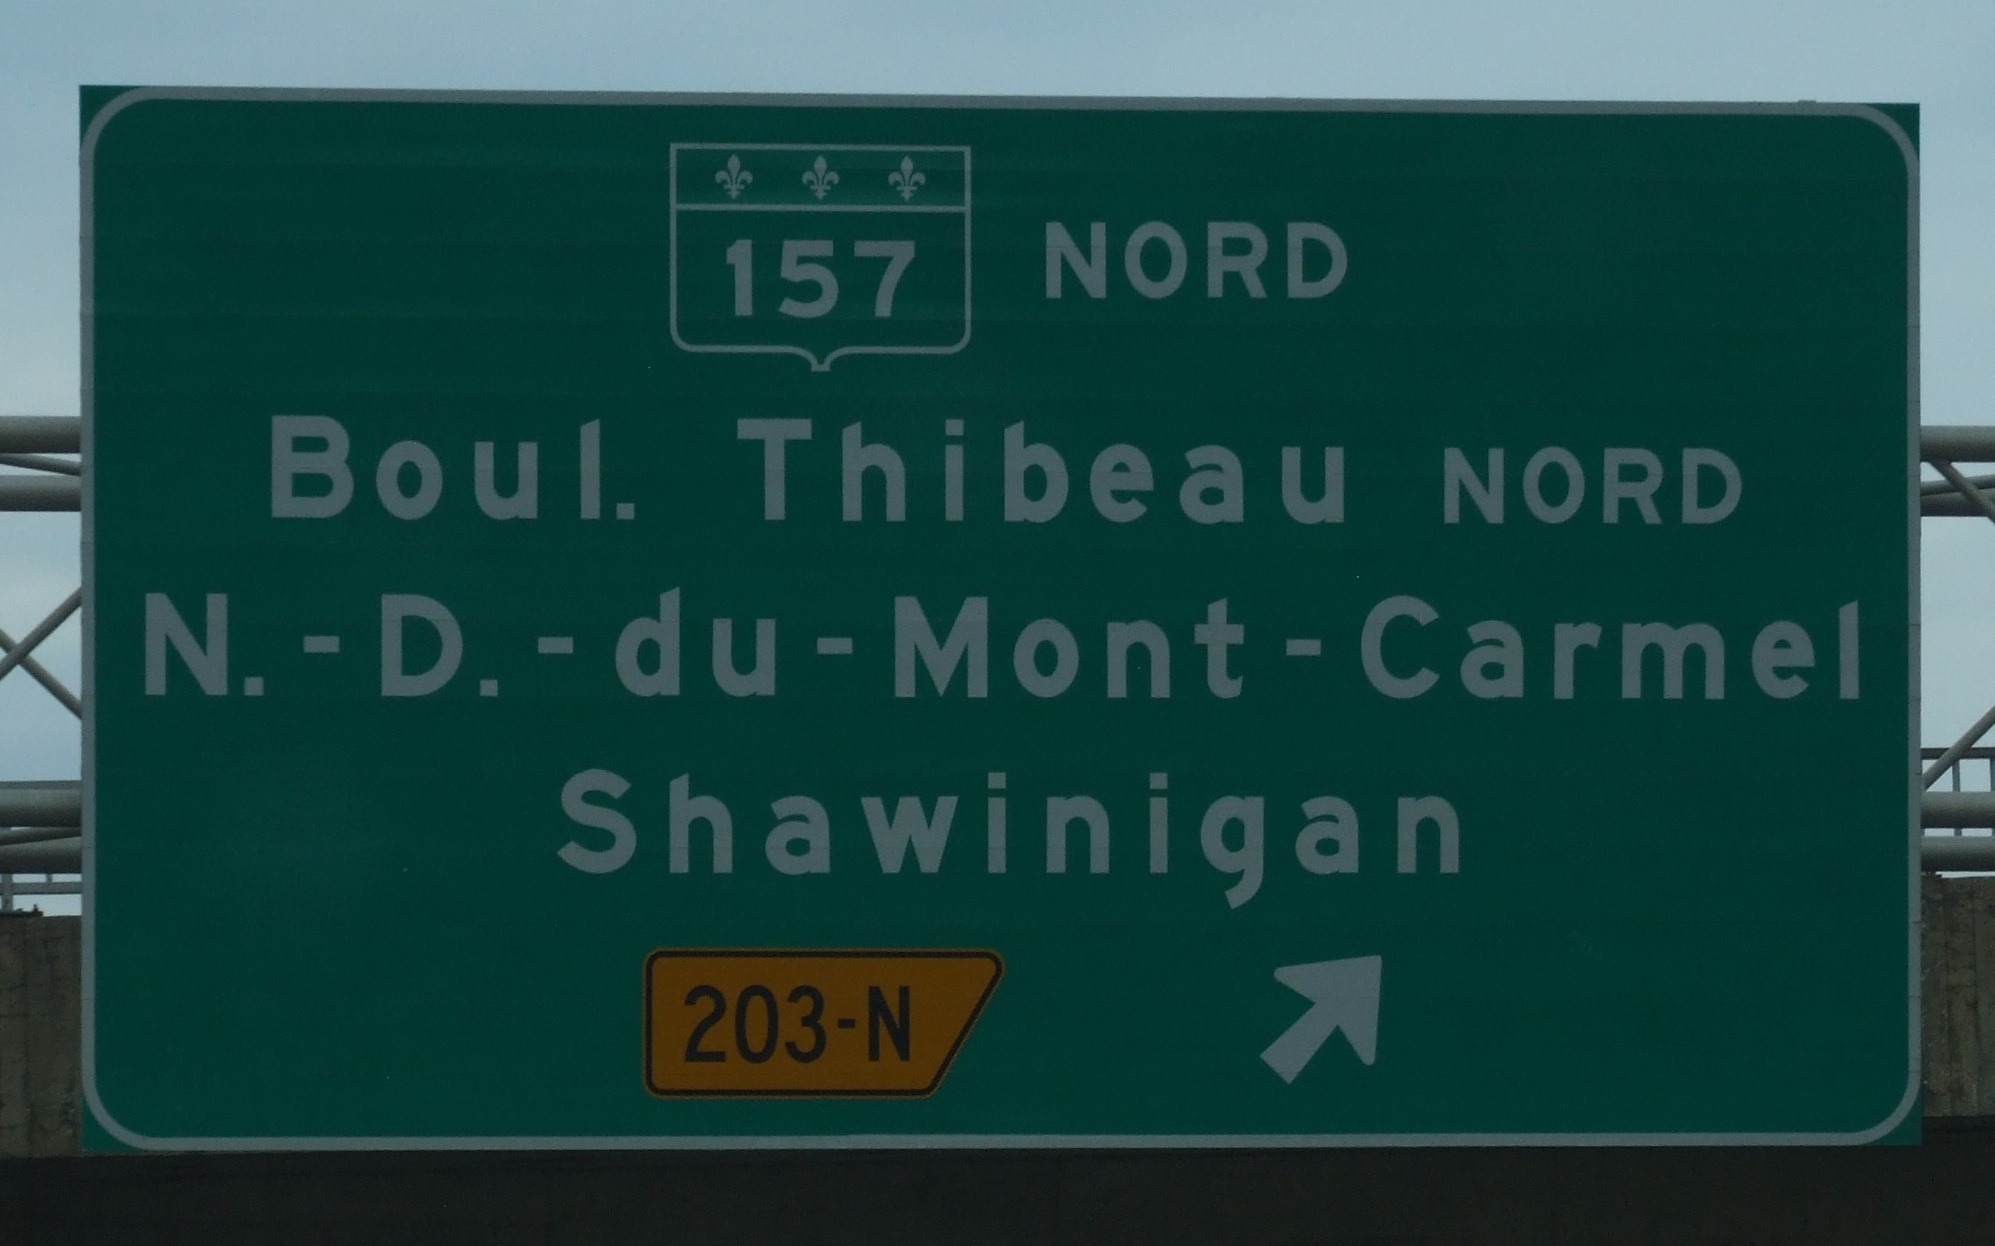 157 NORD
Boul. Thibeau NORD
N.-D.-du-Mont-Carmel
Shawinigan
203-N